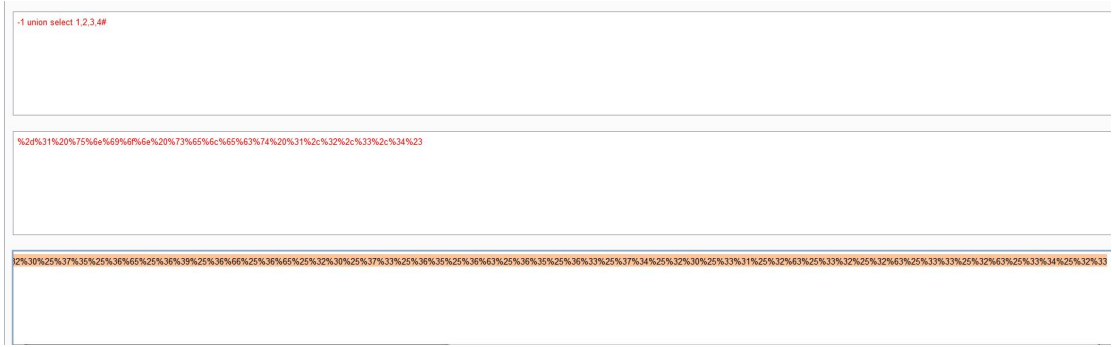 -1 union select 1,2,3,4#
%2d%31%20%75%6e%69%6f%6e%20%73%65%6c%65%63%74%20%31%2c%32%2c%33%2c%34%23
32%30%25%37%35%25%36%65%25%36%39%25%36%66%25%36%65%25%32%30%25%37%33%25%36%35%25%36%63%25%36%35%25%36%33%25%37%34%25%32%30%25%33%31%25%32%63%25%33%32%25%32%63%25%33%33%25%32%63%25%33%34%25%32%33